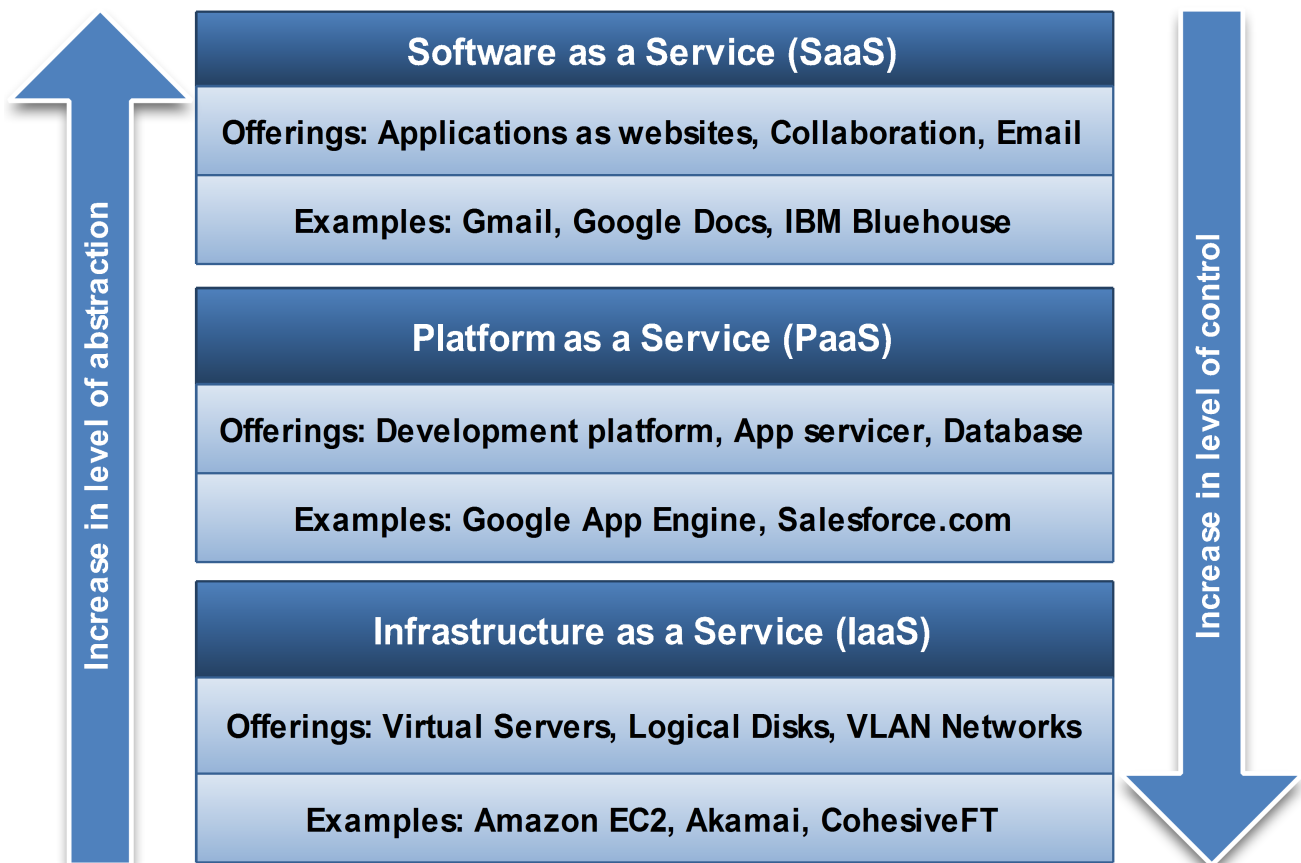 Increase in level of abstraction
Software as a Service (SaaS)
Offerings: Applications as websites, Collaboration, Email
Examples: Gmail, Google Docs, IBM Bluehouse
Platform as a Service (PaaS)
Offerings: Development platform, App servicer, Database
Examples: Google App Engine, Salesforce.com
Infrastructure as a Service (IaaS)
Offerings: Virtual Servers, Logical Disks, VLAN Networks
Examples: Amazon EC2, Akamai, CohesiveFT
Increase in level of control